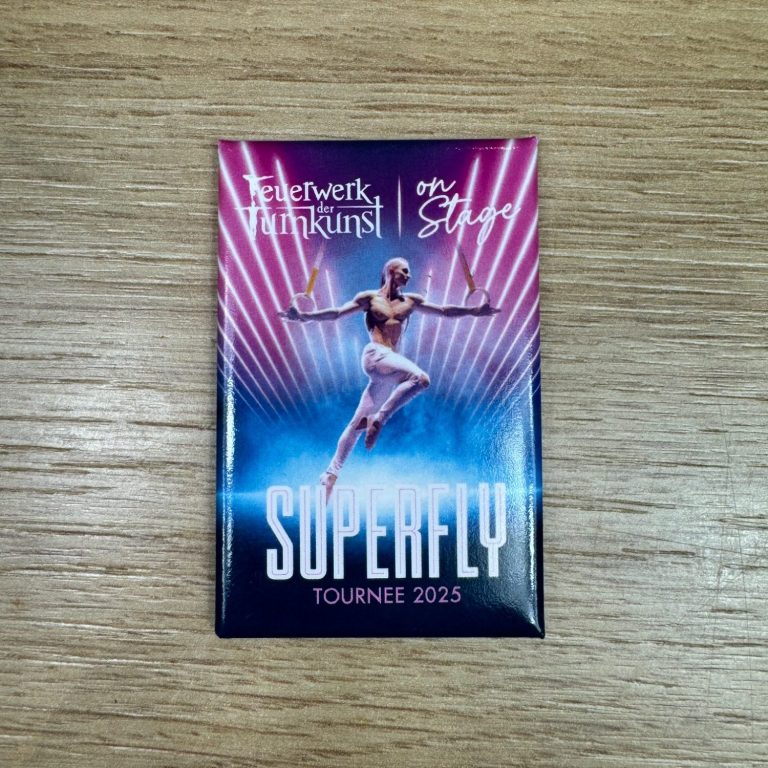 Feuerwerk
der
Turnkunst
on
Stage
SUPERFLY
TOURNEE 2025